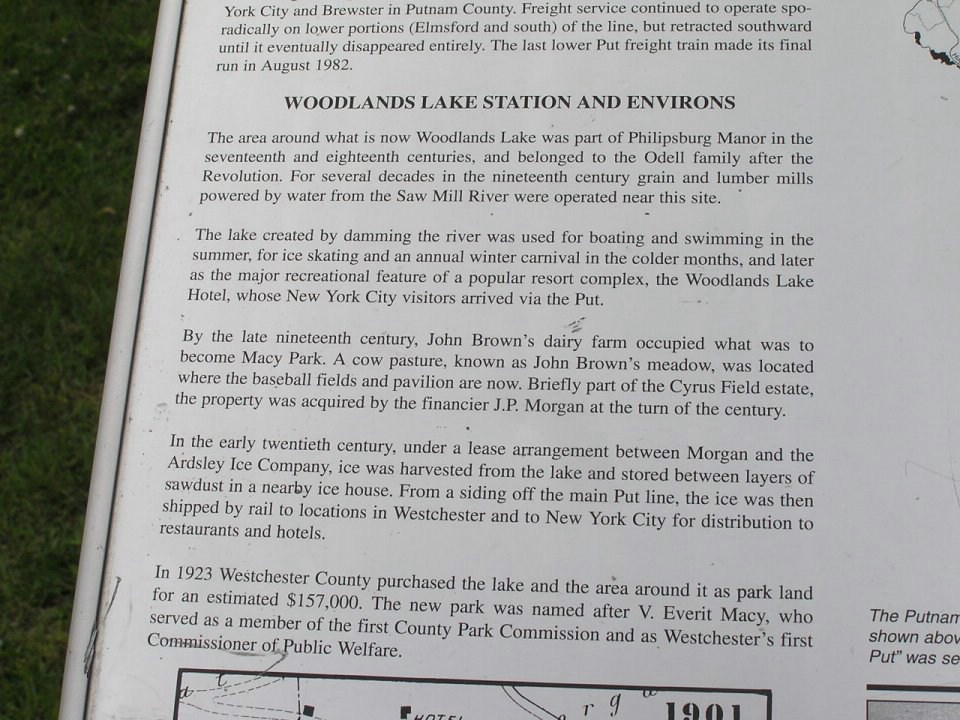 York City and Brewster in Putnam County. Freight service continued to operate spo-
radically on lower portions (Elmsford and south) of the line, but retracted southward
until it eventually disappeared entirely. The last lower Put freight train made its final
run in August 1982.
WOODLANDS LAKE STATION AND ENVIRONS
The area around what is now Woodlands Lake was part of Philipsburg Manor in the
seventeenth and eighteenth centuries, and belonged to the Odell family after the
Revolution. For several decades in the nineteenth century grain and lumber mills
powered by water from the Saw Mill River were operated near this site.
The lake created by damming the river was used for boating and swimming in the
summer, for ice skating and an annual winter carnival in the colder months, and later
as the major recreational feature of a popular resort complex, the Woodlands Lake
Hotel, whose New York City visitors arrived via the Put.
By the late nineteenth century, John Brown's dairy farm occupied what was to
become Macy Park. A cow pasture, known as John Brown's meadow, was located
where the baseball fields and pavilion are now. Briefly part of the Cyrus Field estate,
the property was acquired by the financier J.P. Morgan at the turn of the century.
In the early twentieth century, under a lease arrangement between Morgan and the
Ardsley Ice Company, ice was harvested from the lake and stored between layers of
sawdust in a nearby ice house. From a siding off the main Put line, the ice was then
shipped by rail to locations in Westchester and to New York City for distribution to
restaurants and hotels.
In 1923 Westchester County purchased the lake and the area around it as park land
for an estimated $157,000. The new park was named after V. Everit Macy, who
served as a member of the first County Park Commission and as Westchester's first
Commissioner of Public Welfare.
The Putnam
shown abov
Put" was se
HOTEL
r g
1901